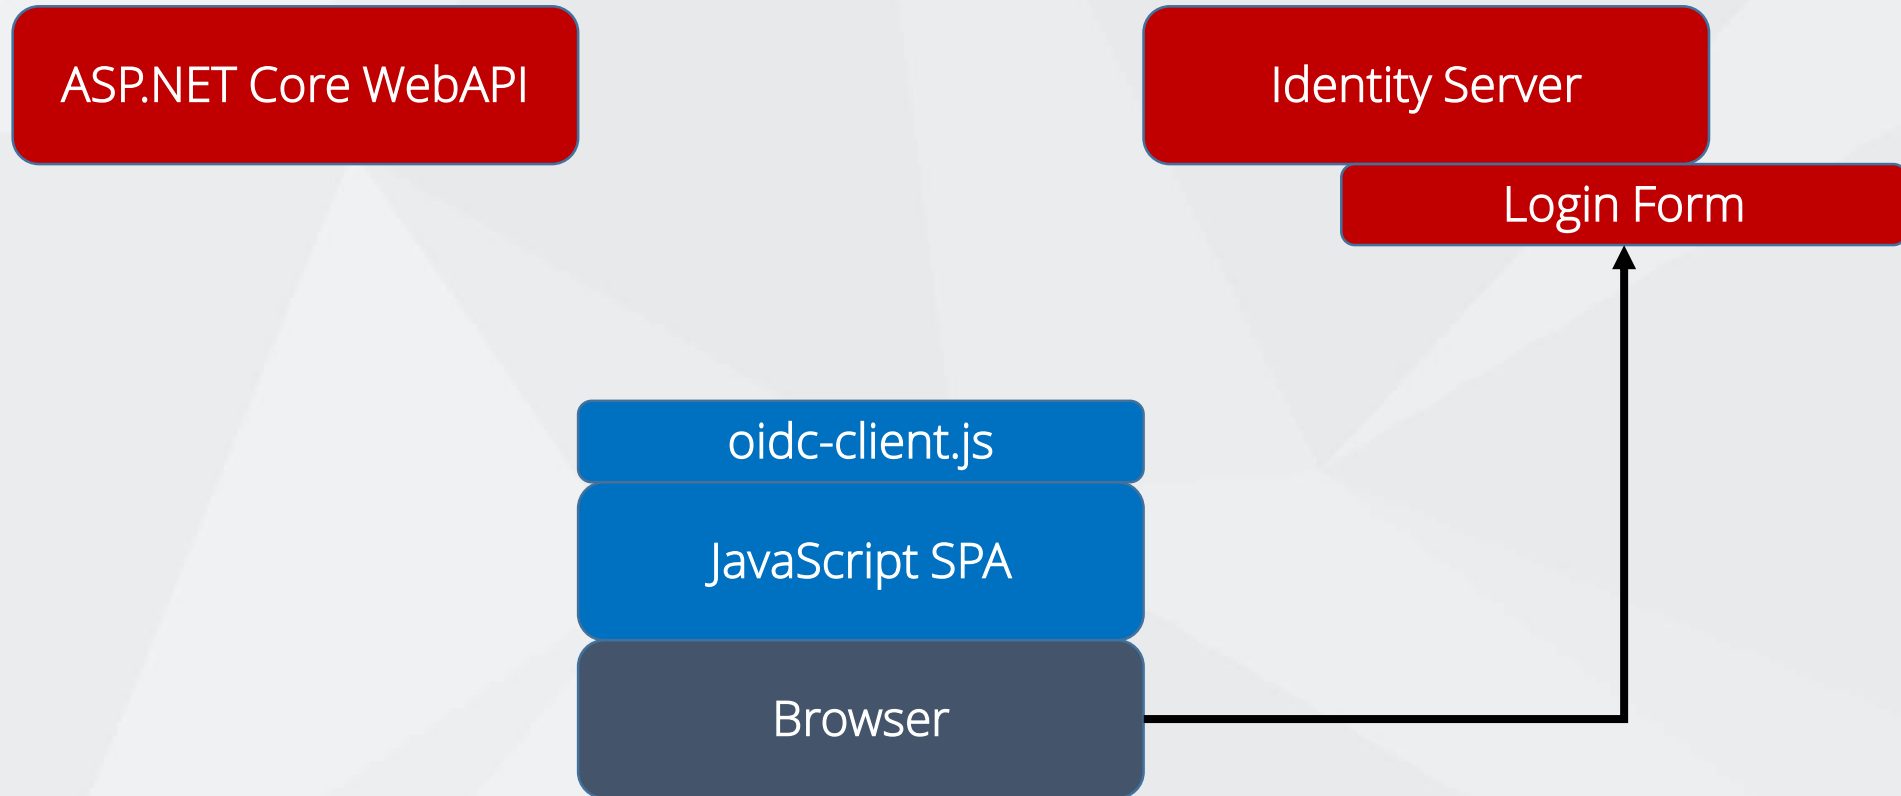 ASP.NET Core WebAPI
Identity Server
Login Form
oidc-client.js
JavaScript SPA
Browser